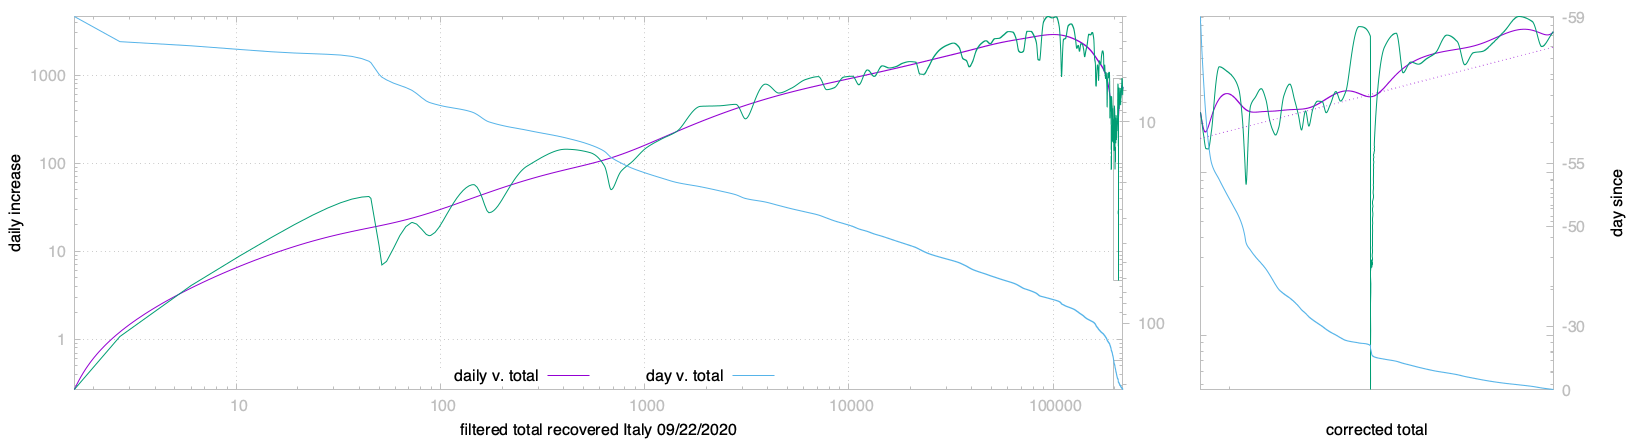 1000
100
10
1
daily increase
10
100
1000
10000
100000
filtered total recovered Italy 09/22/2020
daily v. total
day v. total
10
100
-59
-55
-50
-30
0
day since
corrected total